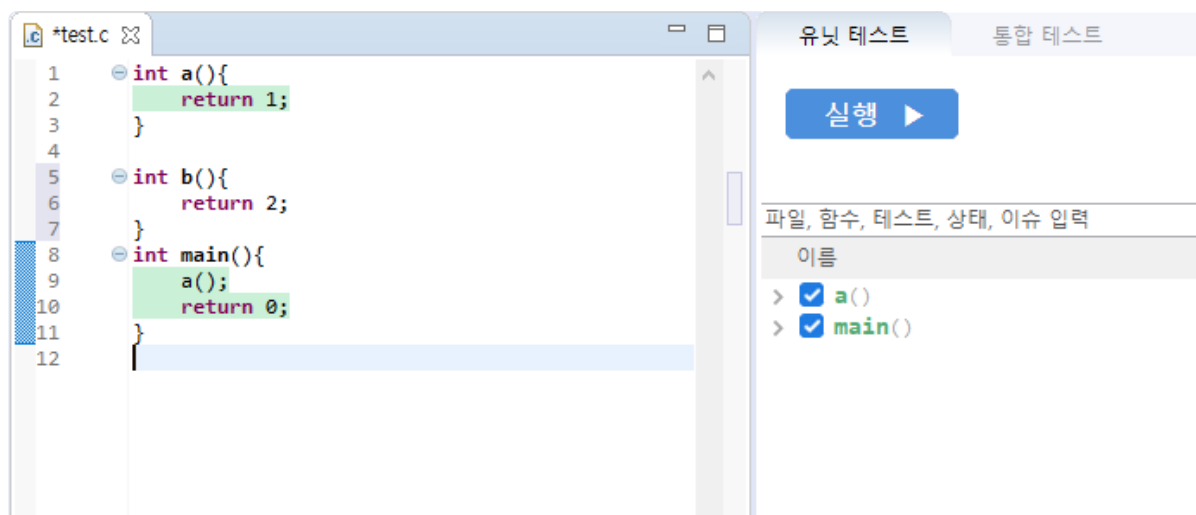 *test.c
1 int a(){
2 return 1;
3 }
4
5 int b(){
6 return 2;
7 }
8 int main(){
9 a();
10 return 0;
11 }
12
유닛 테스트 통합 테스트
실행
파일, 함수, 테스트, 상태, 이슈 입력
이름
a()
main()